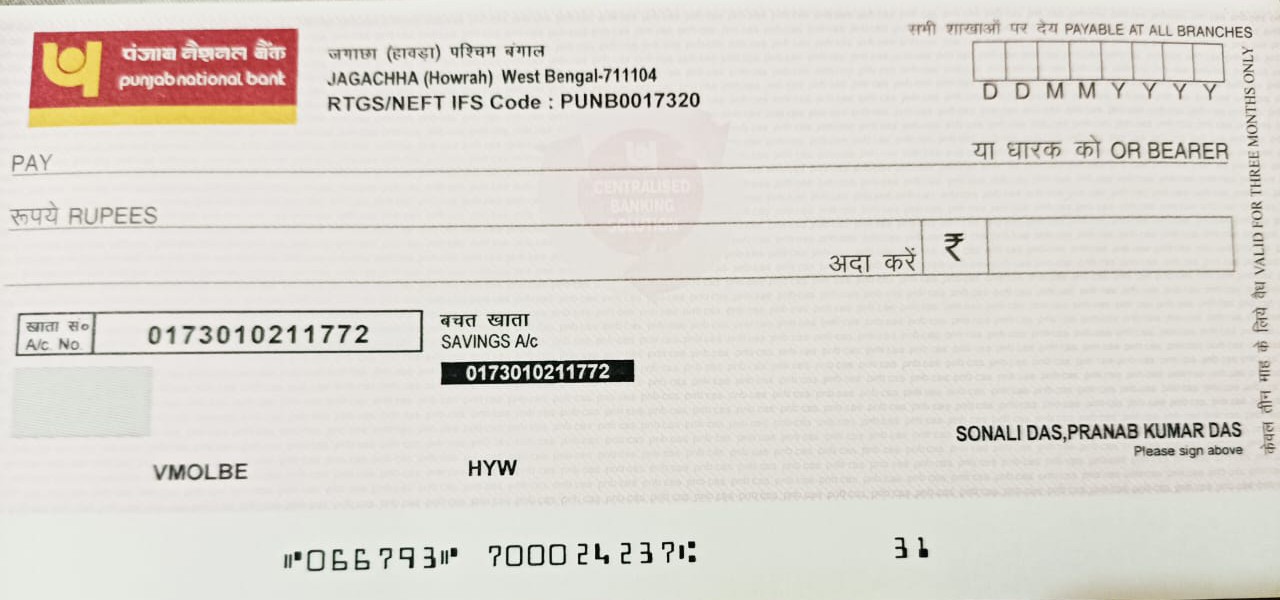 पंजाब नैशनल बैंक
punjab national bank
जगाछा (हावड़ा) पश्चिम बंगाल
JAGACHHA (Howrah) West Bengal-711104
RTGS/NEFT IFS Code : PUNB0017320
सभी शाखाओं पर देय PAYABLE AT ALL BRANCHES
D D M M Y Y Y Y
PAY
या धारक को OR BEARER
CENTRALISED
BANKING
SOLUTION
रूपये RUPEES
अदा करें ₹
खाता सं०
A/c. No.
0173010211772
बचत खाता
SAVINGS A/c
0173010211772
SONALI DAS,PRANAB KUMAR DAS
Please sign above
VMOLBE
HYW
केवल तीन माह के लिये वैध VALID FOR THREE MONTHS ONLY
⑈066793⑈ 700024237⑆ 31